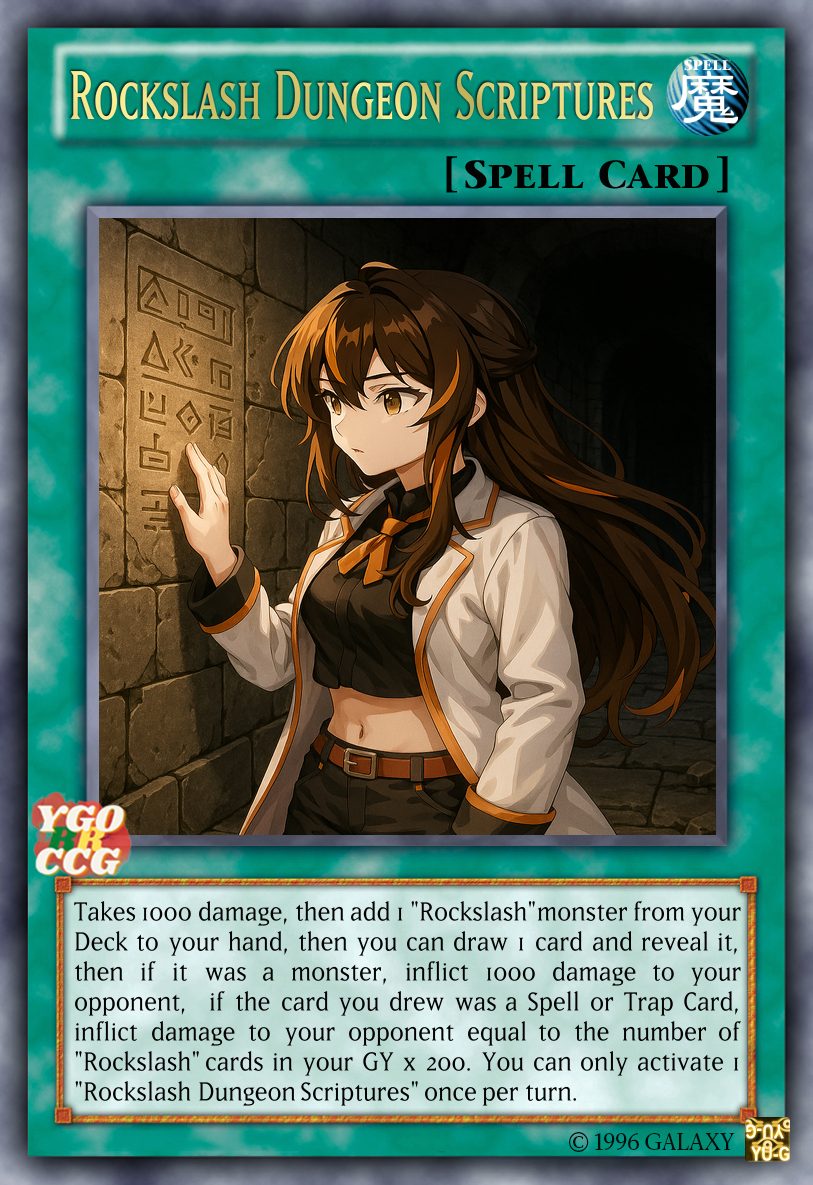 Rockslash Dungeon Scriptures
SPELL
魔
[Spell Card]
YGO
CCG
Takes 1000 damage, then add 1 "Rockslash"monster from your
Deck to your hand, then you can draw 1 card and reveal it,
then if it was a monster, inflict 1000 damage to your
opponent, if the card you drew was a Spell or Trap Card,
inflict damage to your opponent equal to the number of
"Rockslash" cards in your GY x 200. You can only activate 1
"Rockslash Dungeon Scriptures" once per turn.
© 1996 GALAXY